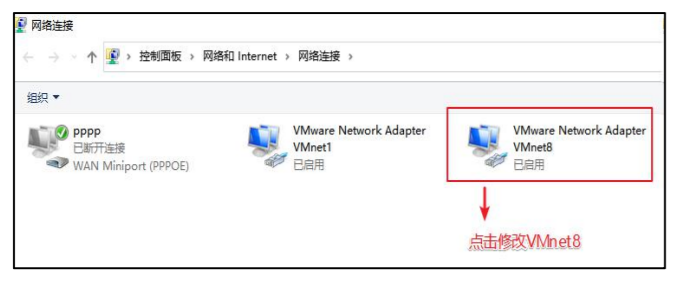 网络连接
控制面板 › 网络和 Internet › 网络连接 ›
组织
pppp
已断开连接
WAN Miniport (PPPOE)
VMware Network Adapter
VMnet1
已启用
VMware Network Adapter
VMnet8
已启用
点击修改VMnet8